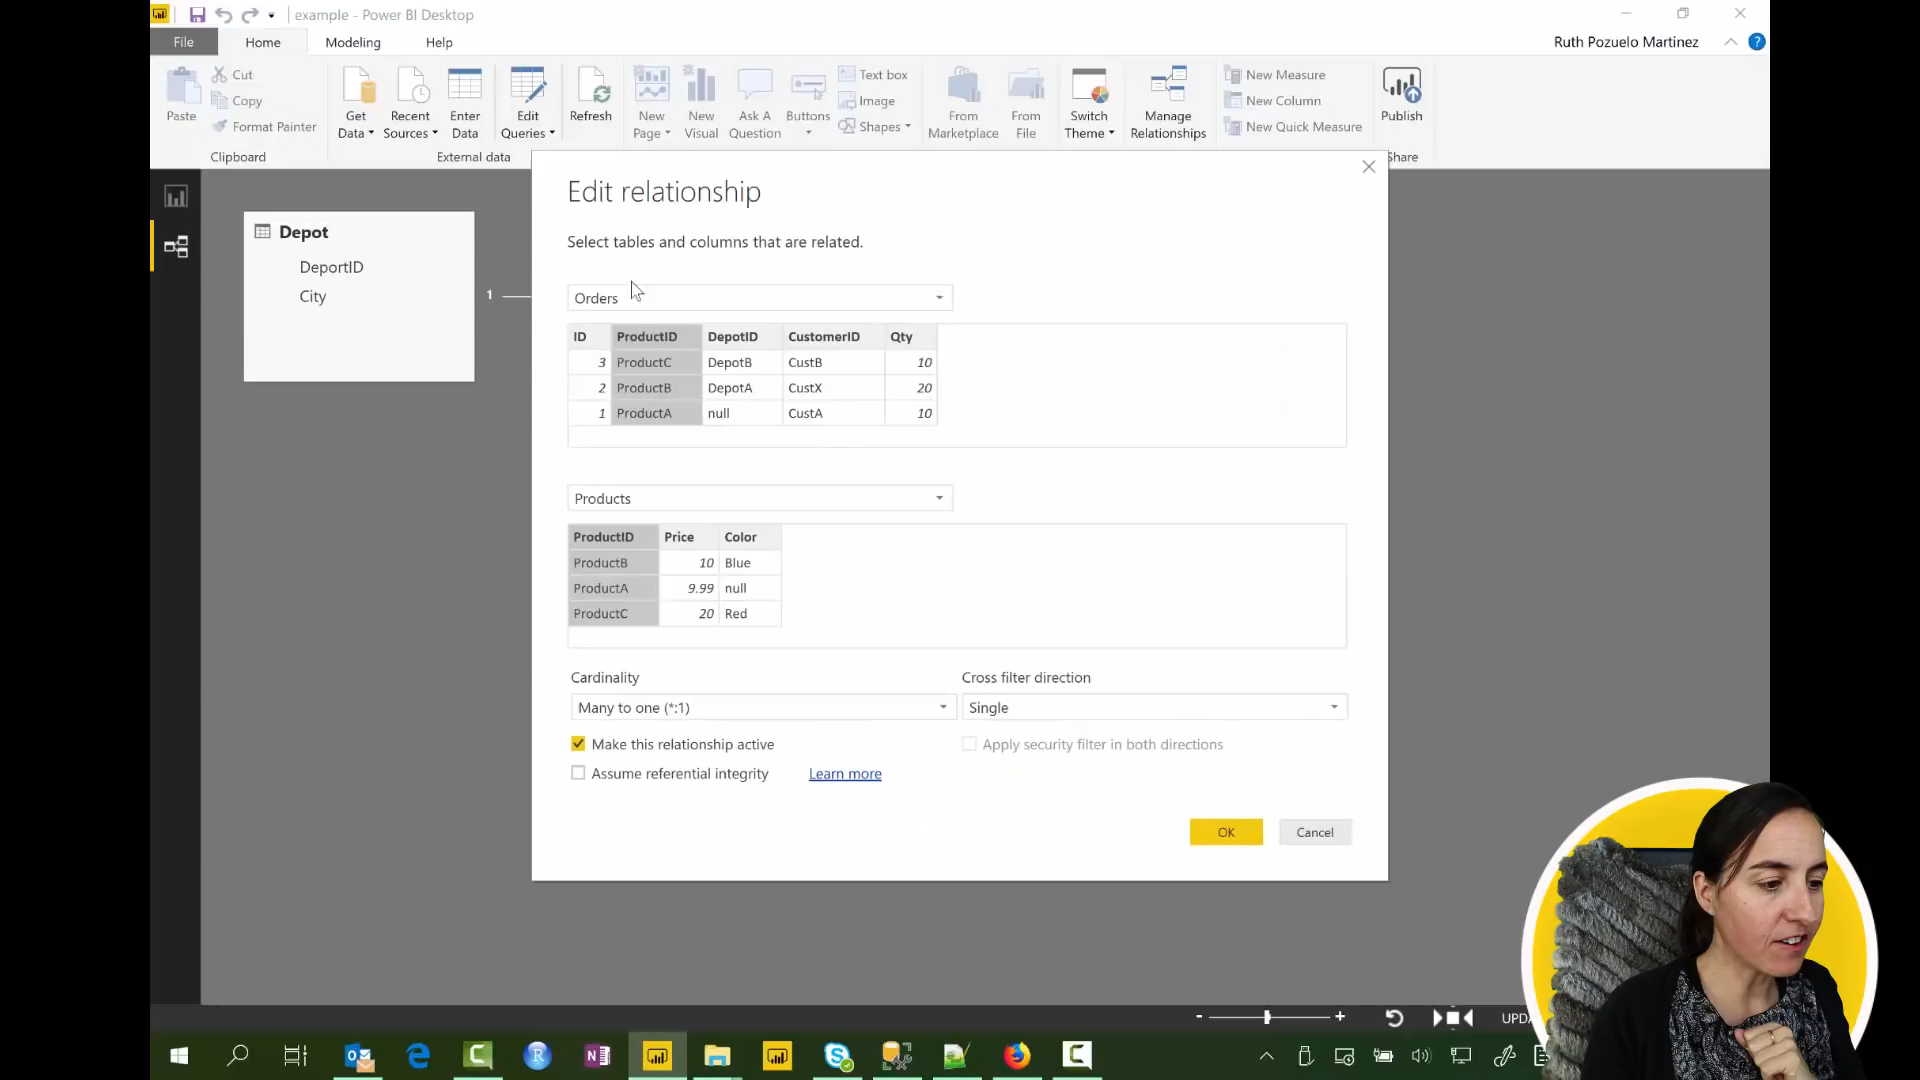 example - Power BI Desktop
File Home Modeling Help Ruth Pozuelo Martinez ?
Paste
Cut
Copy
Format Painter
Clipboard
Get Data
Recent Sources
Enter Data
Edit Queries
External data
Refresh
New Page
New Visual
Ask A Question
Buttons
Text box
Image
Shapes
From Marketplace
From File
Switch Theme
Manage Relationships
New Measure
New Column
New Quick Measure
Publish
Share
Depot
DeportID
City
1
Edit relationship
Select tables and columns that are related.
Orders
ID ProductID DepotID CustomerID Qty
3 ProductC DepotB CustB 10
2 ProductB DepotA CustX 20
1 ProductA null CustA 10
Products
ProductID Price Color
ProductB 10 Blue
ProductA 9.99 null
ProductC 20 Red
Cardinality Cross filter direction
Many to one (*:1) Single
Make this relationship active Apply security filter in both directions
Assume referential integrity Learn more
OK Cancel
- +